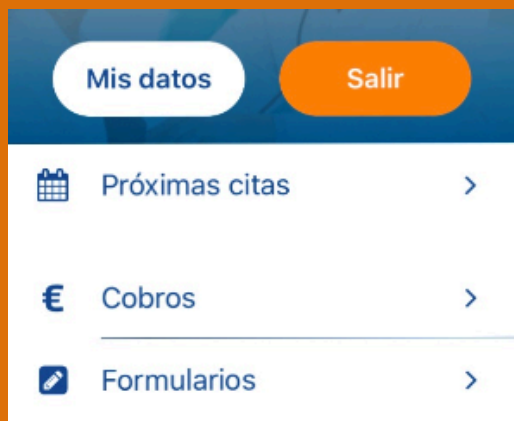 Mis datos
Salir
Próximas citas
€ Cobros
Formularios